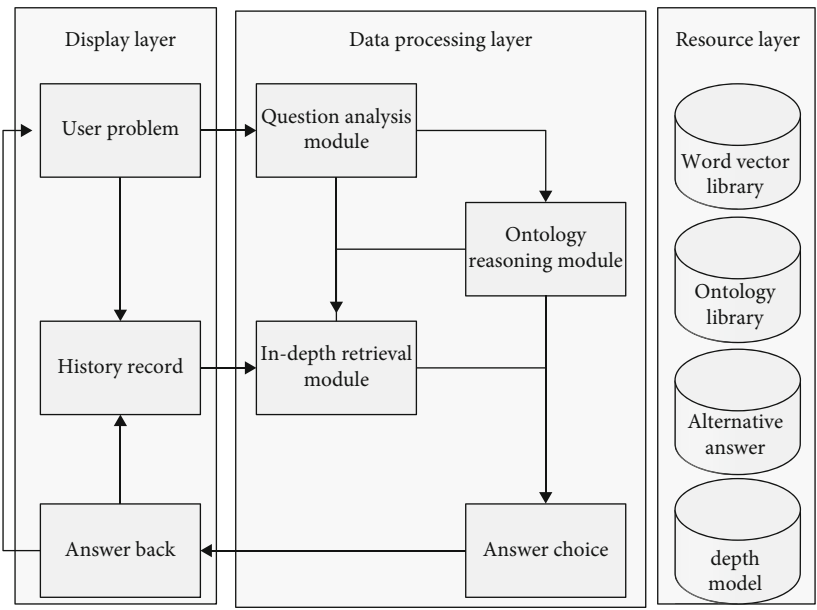 Display layer
Data processing layer
Resource layer
User problem
Question analysis
module
Word vector
library
Ontology
reasoning module
Ontology
library
History record
In-depth retrieval
module
Alternative
answer
Answer back
Answer choice
depth
model